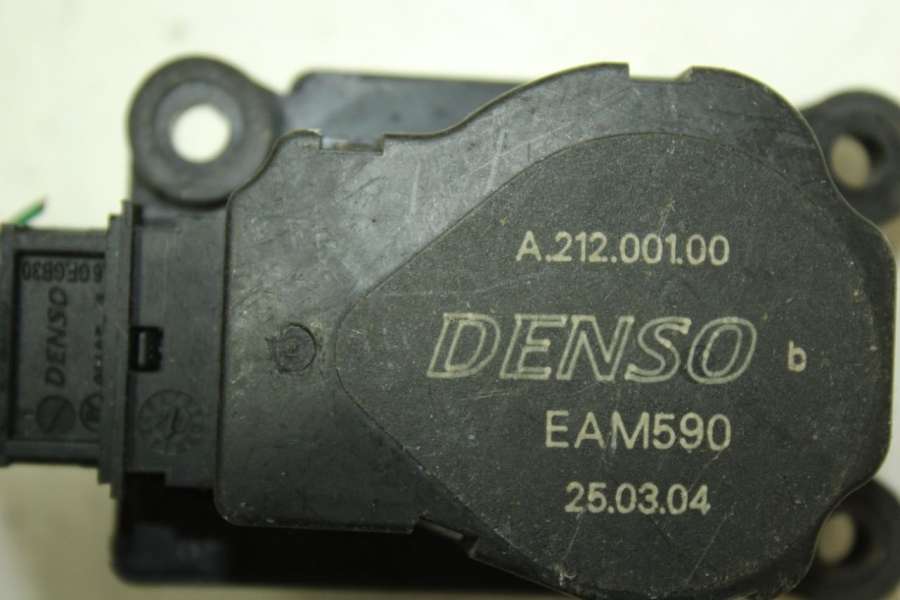 A.212.001.00
DENSO
b
EAM590
25.03.04
DENSO